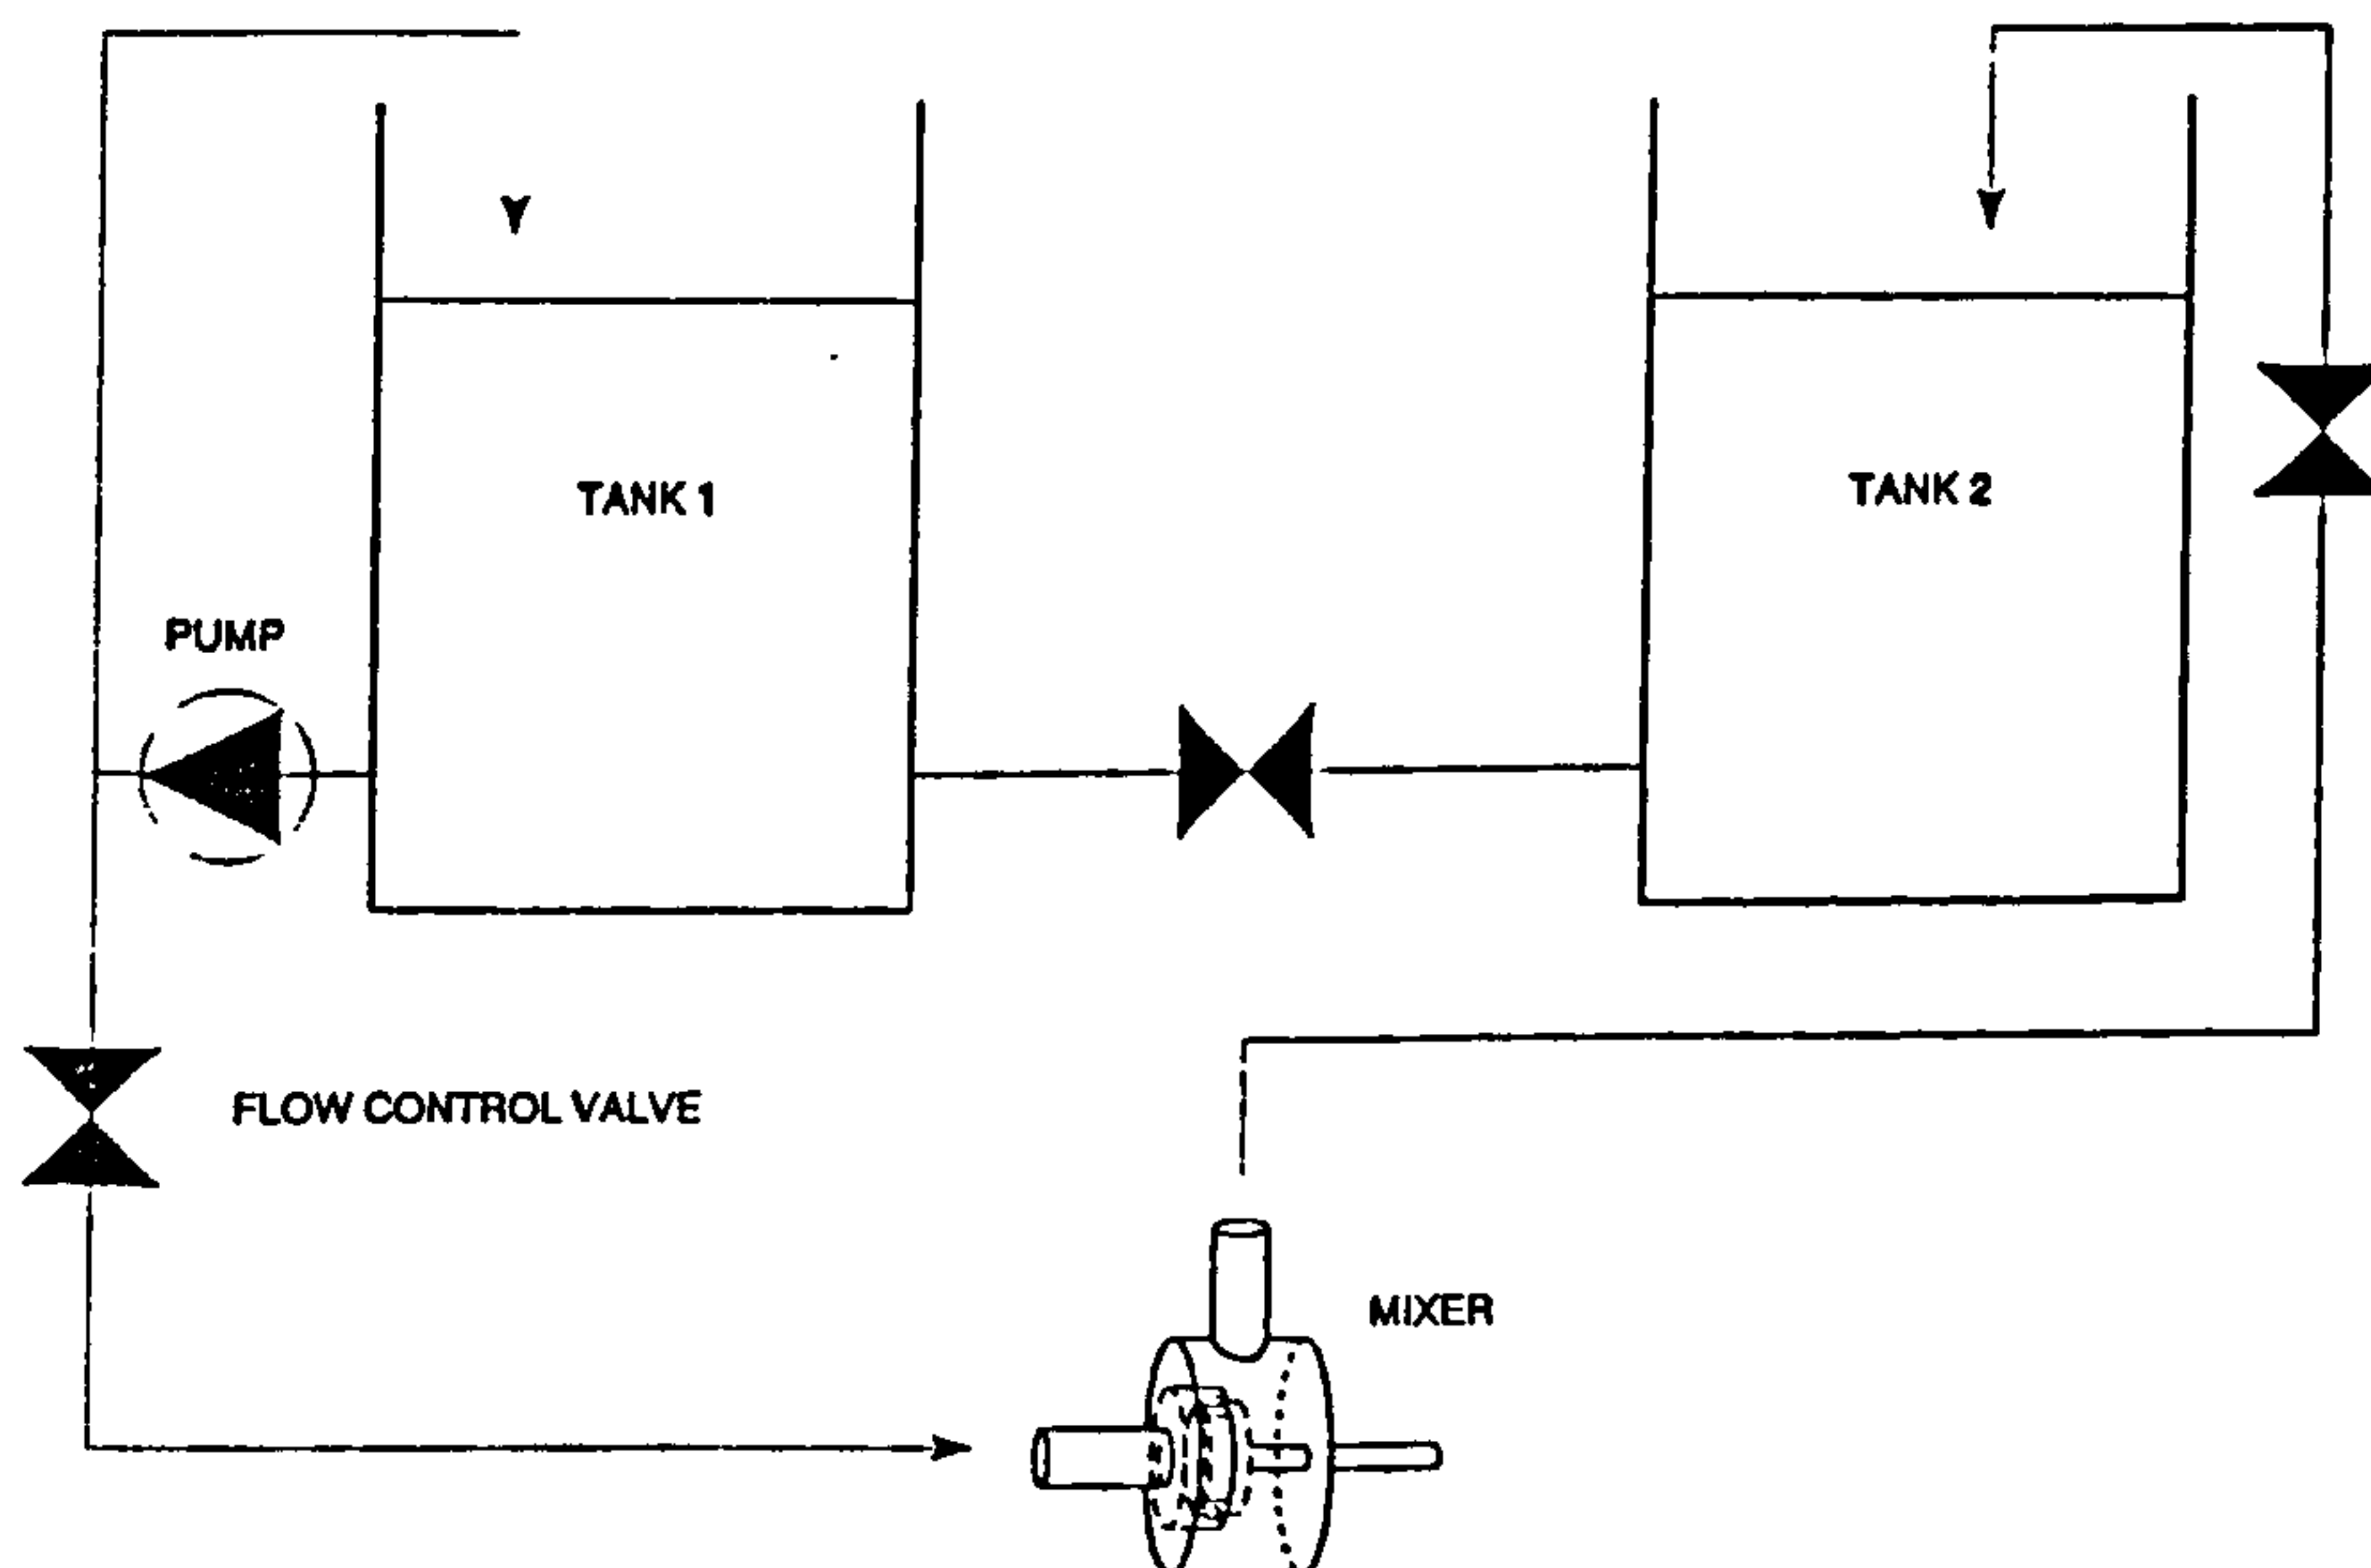 TANK 1
TANK 2
PUMP
FLOW CONTROL VALVE
MIXER